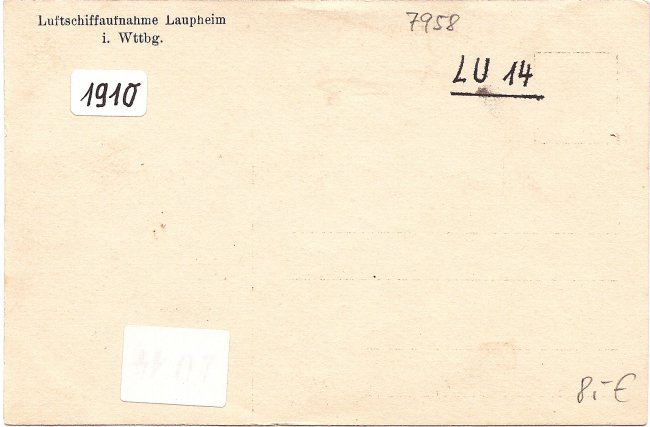 Luftschiffaufnahme Laupheim
i. Wttbg.
7958
LU 14
1910
8,- €